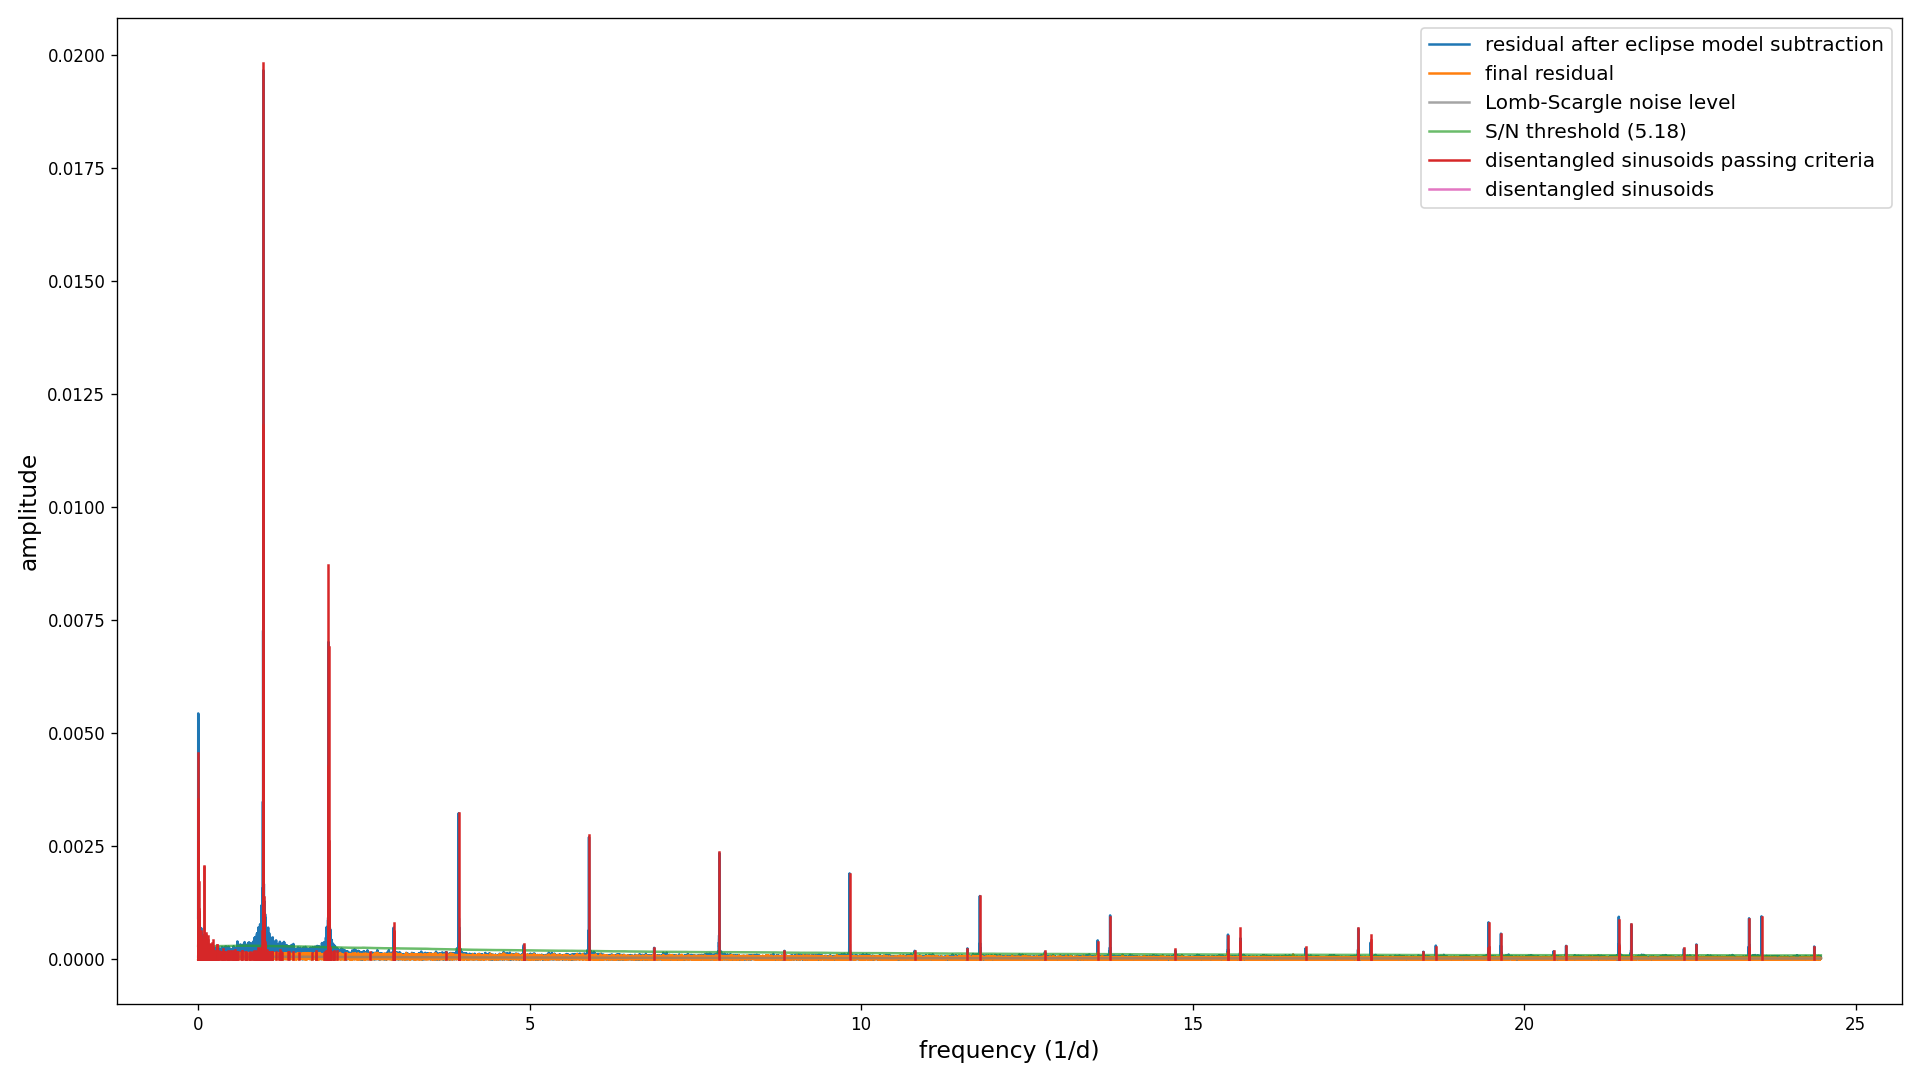 residual after eclipse model subtraction
final residual
Lomb-Scargle noise level
S/N threshold (5.18)
disentangled sinusoids passing criteria
disentangled sinusoids
0.0200
0.0175
0.0150
0.0125
0.0100
0.0075
0.0050
0.0025
0.0000
amplitude
0 5 10 15 20 25
frequency (1/d)